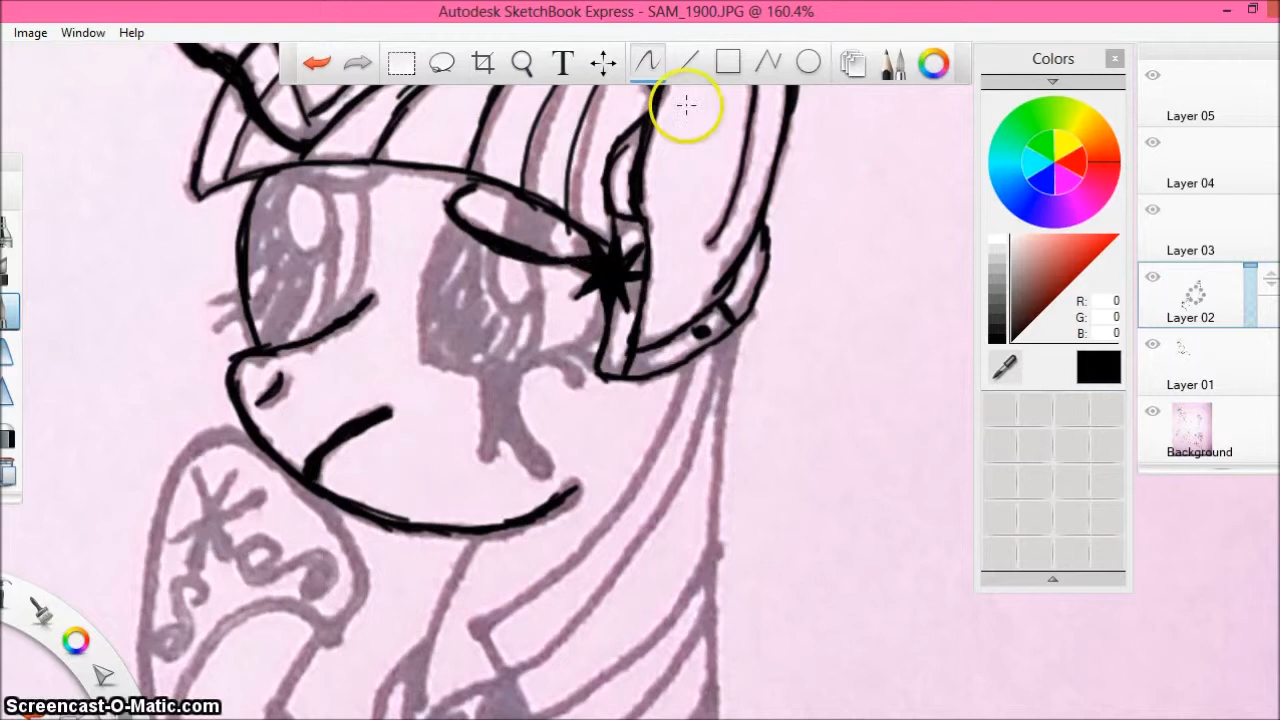 Autodesk SketchBook Express - SAM_1900.JPG @ 160.4%
Image Window Help
T
Colors
x
R: 0
G: 0
B: 0
Layer 05
Layer 04
Layer 03
Layer 02
Layer 01
Background
Screencast-O-Matic.com